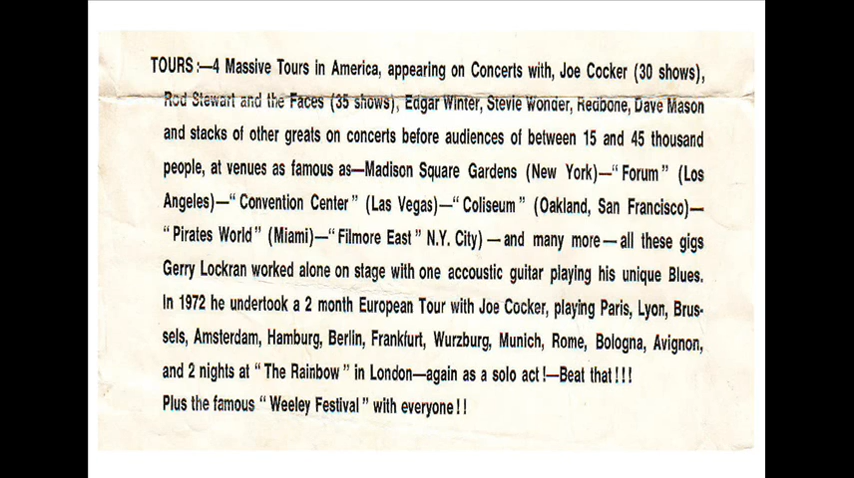 TOURS:—4 Massive Tours in America, appearing on Concerts with, Joe Cocker (30 shows),
Rod Stewart and the Faces (35 shows), Edgar Winter, Stevie Wonder, Redbone, Dave Mason
and stacks of other greats on concerts before audiences of between 15 and 45 thousand
people, at venues as famous as—Madison Square Gardens (New York)—“Forum” (Los
Angeles)—“Convention Center” (Las Vegas)—“Coliseum” (Oakland, San Francisco)—
“Pirates World” (Miami)—“Filmore East” N.Y. City)—and many more—all these gigs
Gerry Lockran worked alone on stage with one accoustic guitar playing his unique Blues.
In 1972 he undertook a 2 month European Tour with Joe Cocker, playing Paris, Lyon, Brus-
sels, Amsterdam, Hamburg, Berlin, Frankfurt, Wurzburg, Munich, Rome, Bologna, Avignon,
and 2 nights at “The Rainbow” in London—again as a solo act!—Beat that!!!
Plus the famous “Weeley Festival” with everyone!!